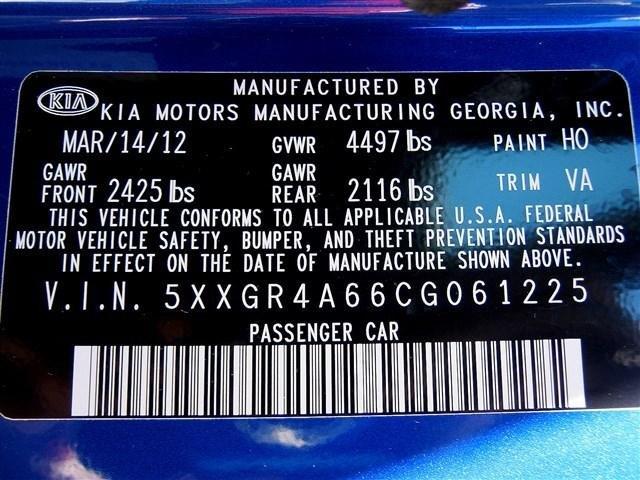 MANUFACTURED BY
KIA KIA MOTORS MANUFACTURING GEORGIA, INC.
MAR/14/12 GVWR 4497 lbs PAINT HO
GAWR FRONT 2425 lbs GAWR REAR 2116 lbs TRIM VA
THIS VEHICLE CONFORMS TO ALL APPLICABLE U.S.A. FEDERAL
MOTOR VEHICLE SAFETY, BUMPER, AND THEFT PREVENTION STANDARDS
IN EFFECT ON THE DATE OF MANUFACTURE SHOWN ABOVE.
V.I.N. 5XXGR4A66CG061225
PASSENGER CAR